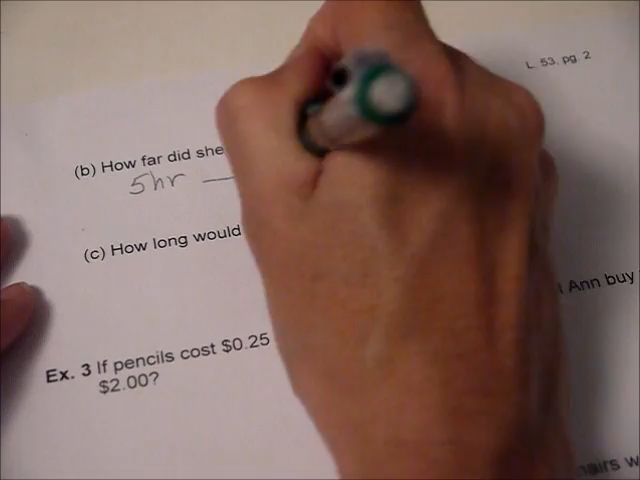 L. 53, pg. 2
(b) How far did she
5hr
(c) How long would
Ex. 3 If pencils cost $0.25 Ann buy
$2.00?